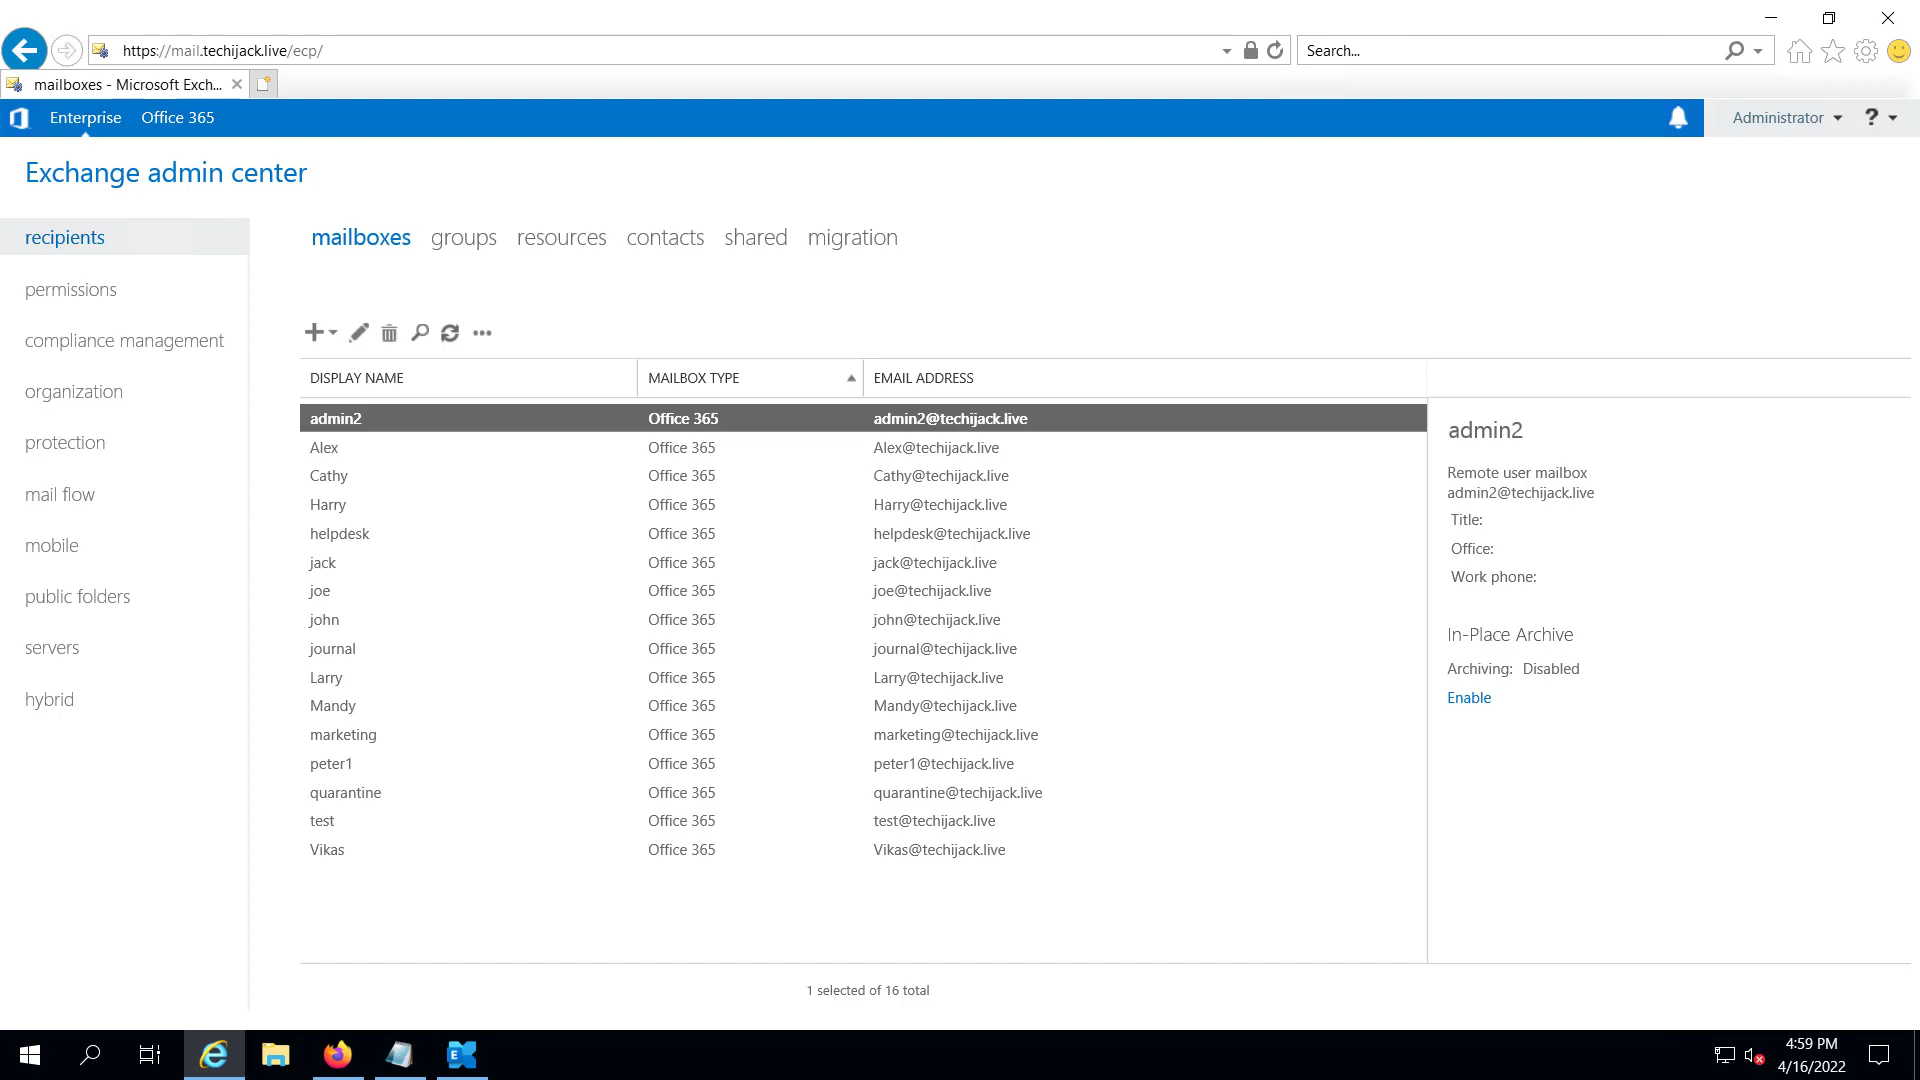 https://mail.techijack.live/ecp/
Search...
mailboxes - Microsoft Exch...
Enterprise Office 365
Administrator ?
Exchange admin center
recipients
permissions
compliance management
organization
protection
mail flow
mobile
public folders
servers
hybrid
mailboxes groups resources contacts shared migration
DISPLAY NAME MAILBOX TYPE EMAIL ADDRESS
admin2 Office 365 admin2@techijack.live
Alex Office 365 Alex@techijack.live
Cathy Office 365 Cathy@techijack.live
Harry Office 365 Harry@techijack.live
helpdesk Office 365 helpdesk@techijack.live
jack Office 365 jack@techijack.live
joe Office 365 joe@techijack.live
john Office 365 john@techijack.live
journal Office 365 journal@techijack.live
Larry Office 365 Larry@techijack.live
Mandy Office 365 Mandy@techijack.live
marketing Office 365 marketing@techijack.live
peter1 Office 365 peter1@techijack.live
quarantine Office 365 quarantine@techijack.live
test Office 365 test@techijack.live
Vikas Office 365 Vikas@techijack.live
1 selected of 16 total
admin2
Remote user mailbox
admin2@techijack.live
Title:
Office:
Work phone:
In-Place Archive
Archiving: Disabled
Enable
4:59 PM
4/16/2022